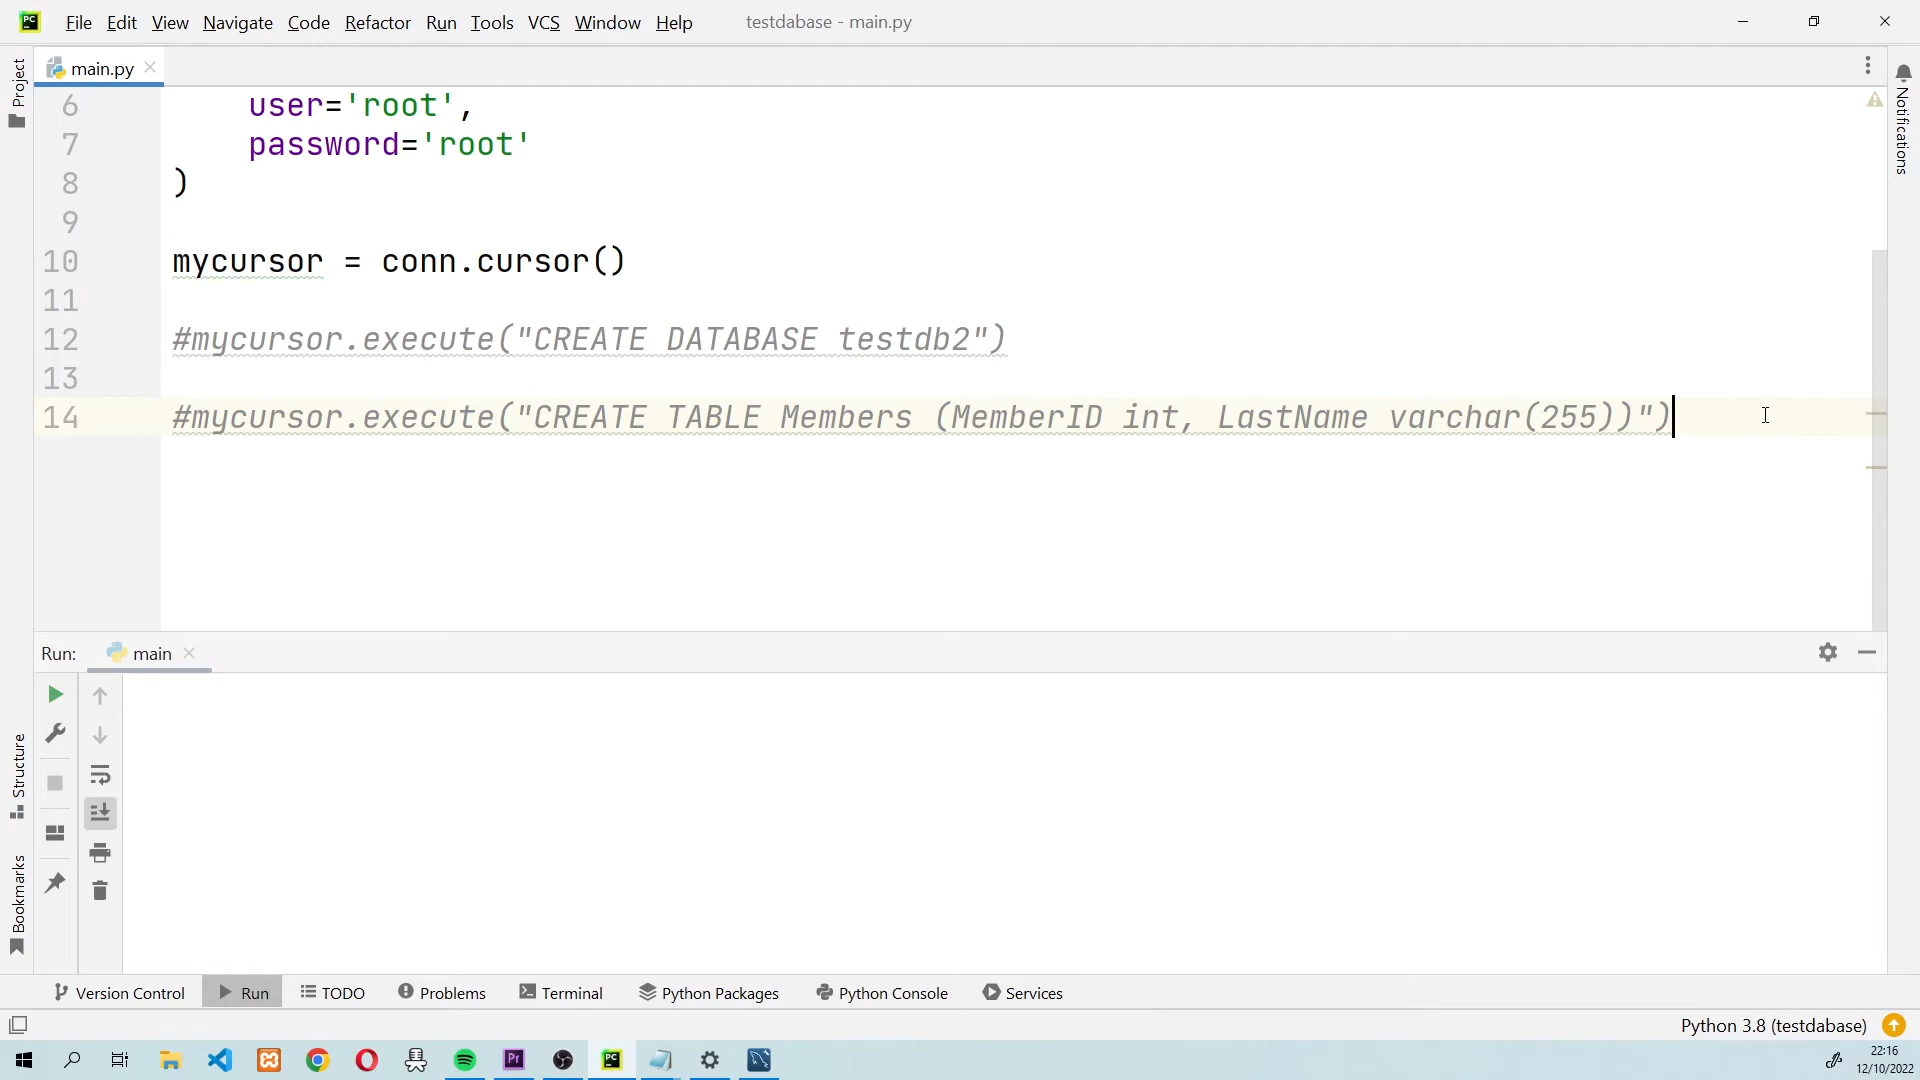 File Edit View Navigate Code Refactor Run Tools VCS Window Help testdabase - main.py
Project
main.py
Notifications
6 user='root',
7 password='root'
8 )
9
10 mycursor = conn.cursor()
11
12 #mycursor.execute("CREATE DATABASE testdb2")
13
14 #mycursor.execute("CREATE TABLE Members (MemberID int, LastName varchar(255))")
Run: main
Structure
Bookmarks
Version Control Run TODO Problems Terminal Python Packages Python Console Services
Python 3.8 (testdabase)
22:16
12/10/2022